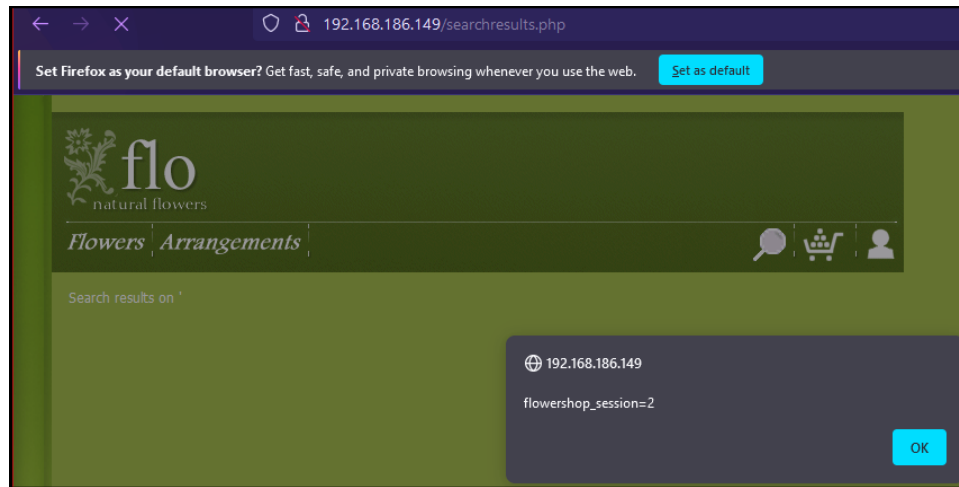 192.168.186.149/searchresults.php
Set Firefox as your default browser? Get fast, safe, and private browsing whenever you use the web. Set as default
flo
natural flowers
Flowers Arrangements
Search results on '
192.168.186.149
flowershop_session=2
OK